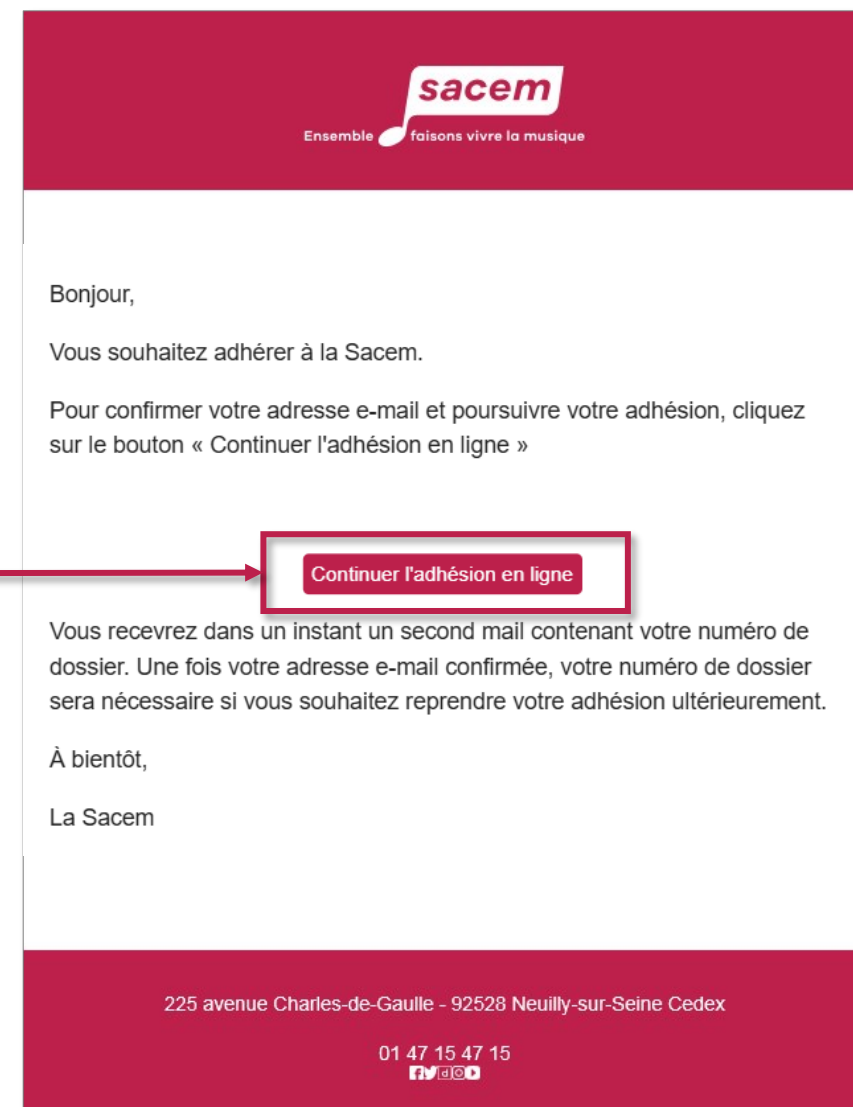 sacem
Ensemble faisons vivre la musique
Bonjour,
Vous souhaitez adhérer à la Sacem.
Pour confirmer votre adresse e-mail et poursuivre votre adhésion, cliquez
sur le bouton « Continuer l'adhésion en ligne »
Continuer l'adhésion en ligne
Vous recevrez dans un instant un second mail contenant votre numéro de
dossier. Une fois votre adresse e-mail confirmée, votre numéro de dossier
sera nécessaire si vous souhaitez reprendre votre adhésion ultérieurement.
À bientôt,
La Sacem
225 avenue Charles-de-Gaulle - 92528 Neuilly-sur-Seine Cedex
01 47 15 47 15